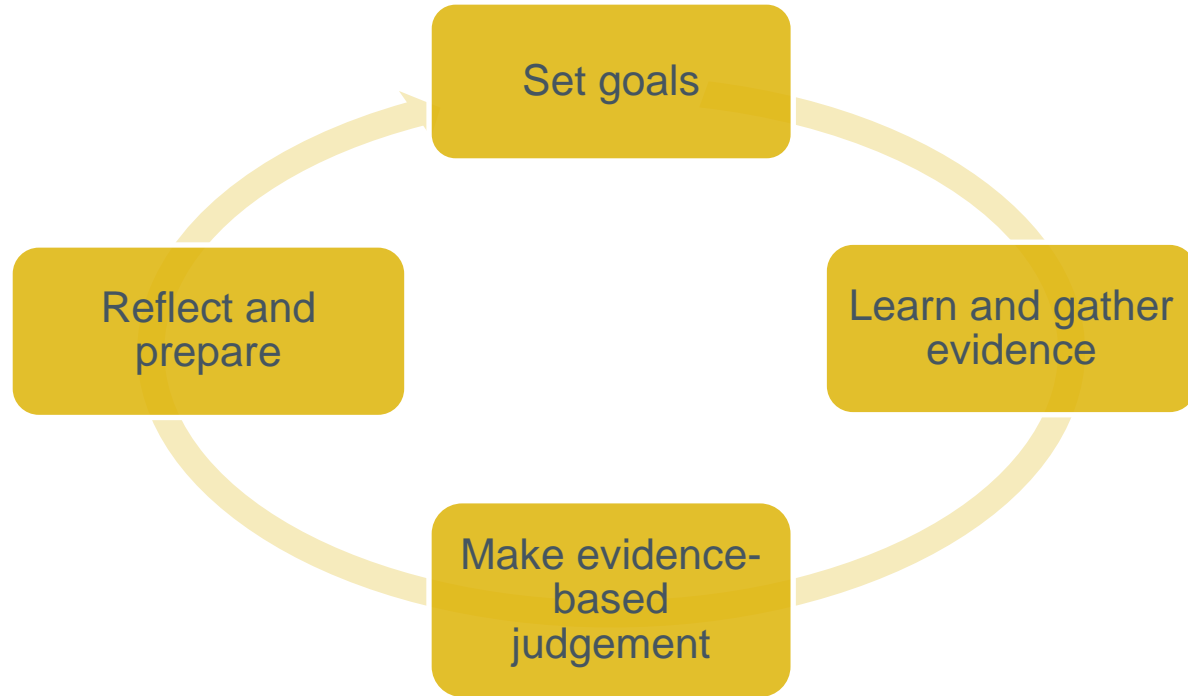 Set goals
Learn and gather
evidence
Make evidence-
based
judgement
Reflect and
prepare